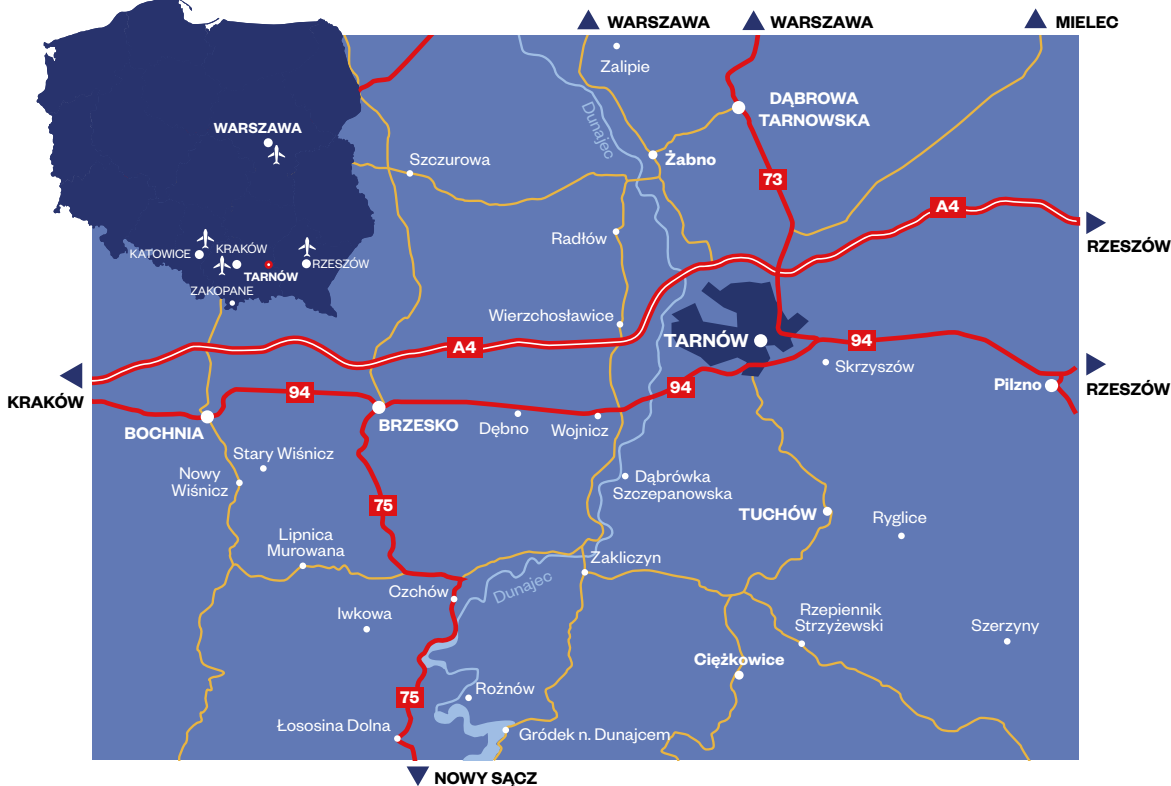 WARSZAWA
WARSZAWA
MIELEC
Zalipie
DĄBROWA
TARNOWSKA
Dunajec
WARSZAWA
Szczurowa
Żabno
73
A4
RZESZÓW
Radłów
KATOWICE
KRAKÓW
TARNÓW
RZESZÓW
ZAKOPANE
Wierzchosławice
A4
TARNÓW
94
Skrzyszów
RZESZÓW
Pilzno
KRAKÓW
94
94
BOCHNIA
BRZESKO
Dębno
Wojnicz
Stary Wiśnicz
Nowy
Wiśnicz
Dąbrówka
Szczepanowska
75
TUCHÓW
Ryglice
Lipnica
Murowana
Zakliczyn
Dunajec
Czchów
Iwkowa
Rzepiennik
Strzyżewski
Szerzyny
Ciężkowice
75
Rożnów
Łososina Dolna
Gródek n. Dunajcem
NOWY SĄCZ